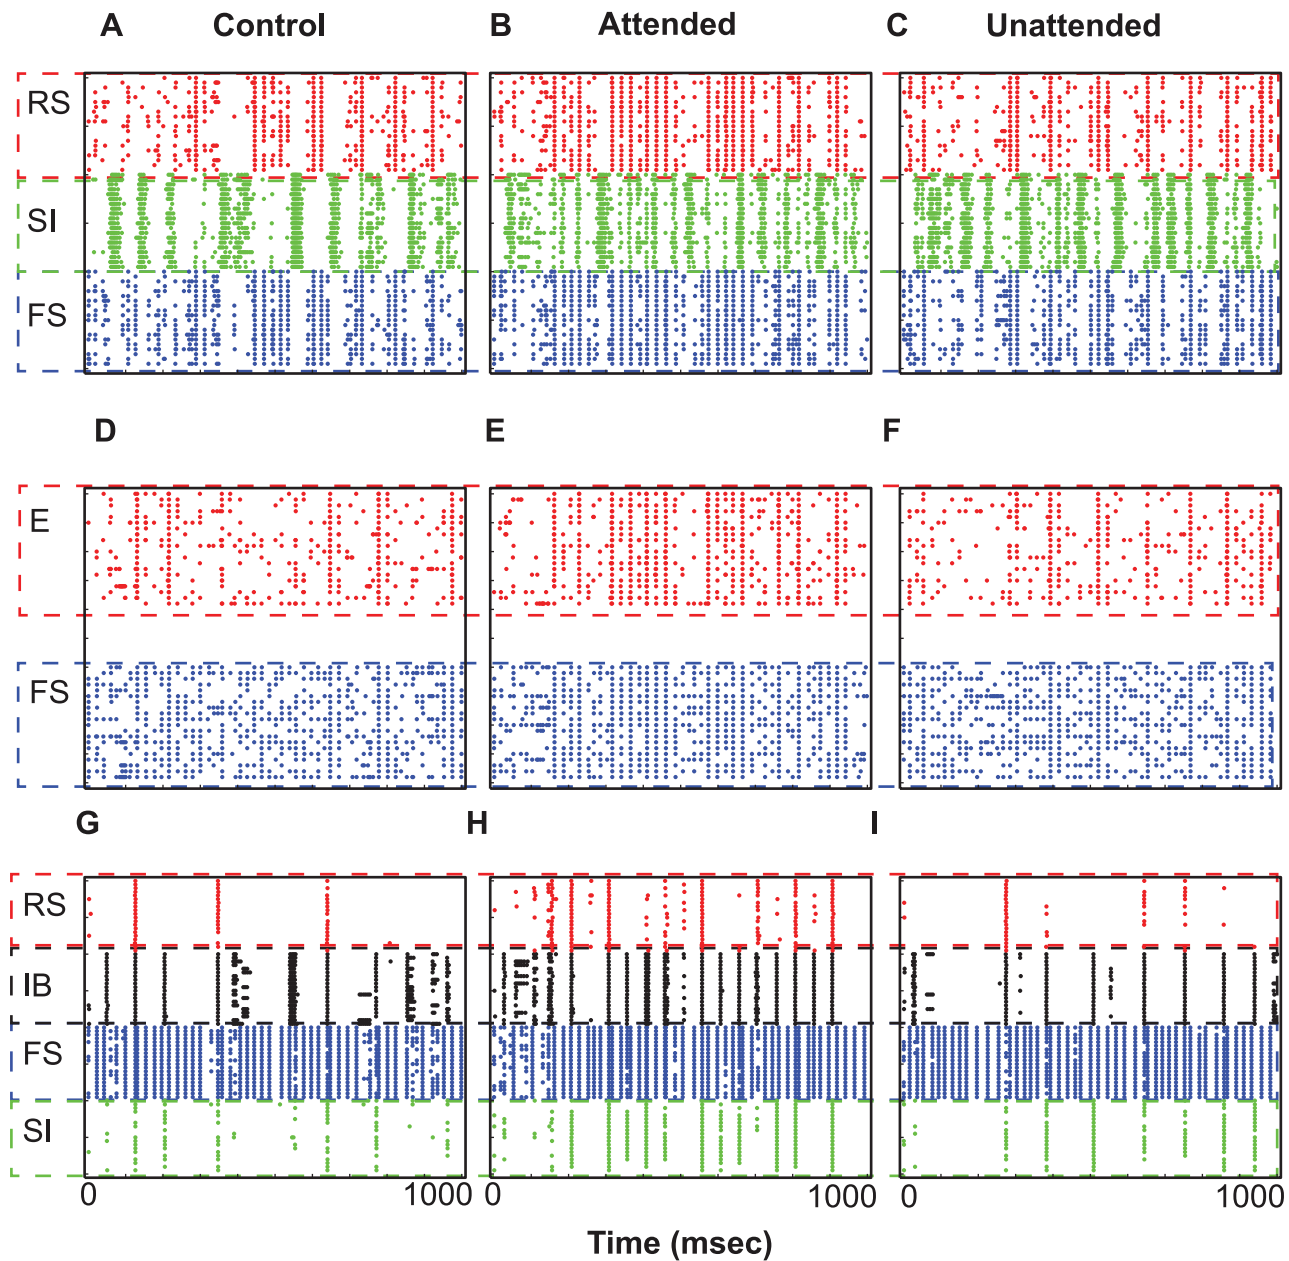 A Control B Attended C Unattended
RS
SI
FS
D E F
E
FS
G H I
RS
IB
FS
SI
0 1000 0 1000 0 1000
Time (msec)